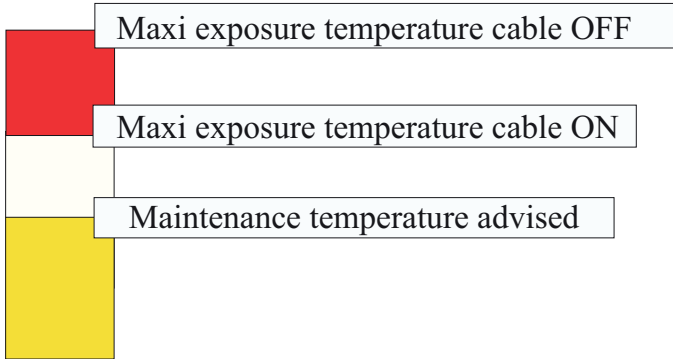 Maxi exposure temperature cable OFF
Maxi exposure temperature cable ON
Maintenance temperature advised